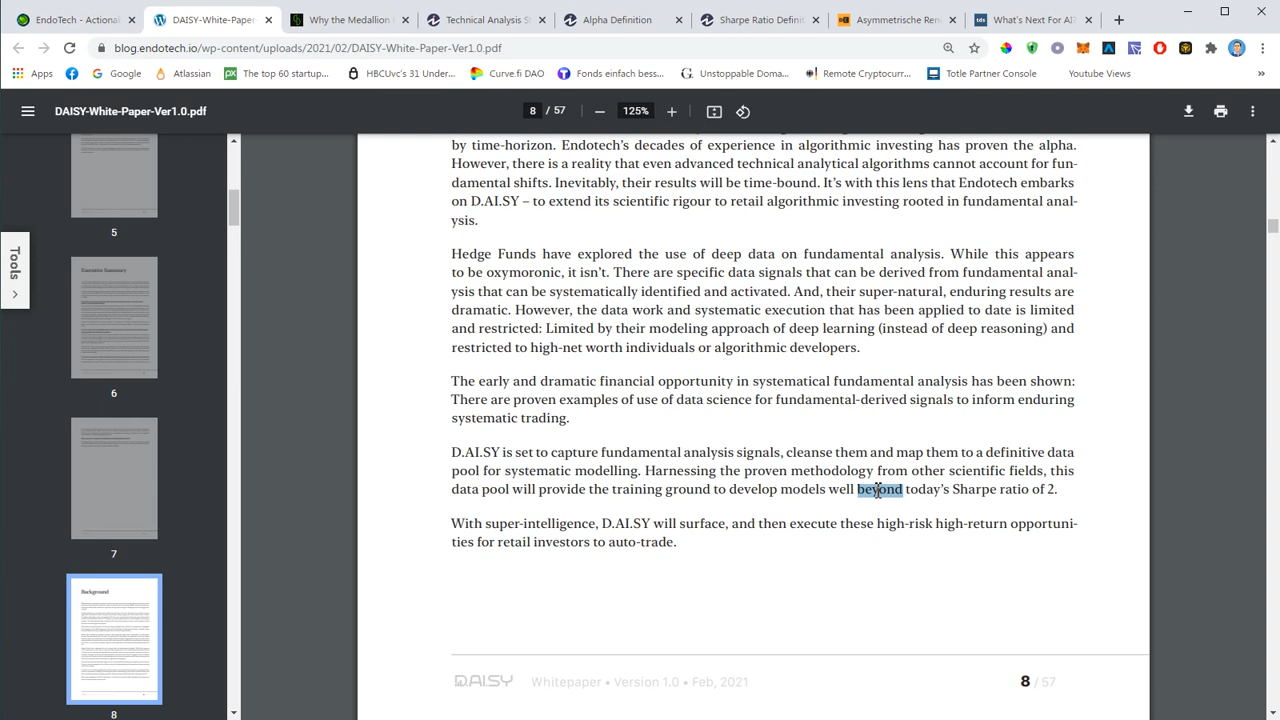 EndoTech - Actional
DAISY-White-Paper-
Why the Medallion
Technical Analysis S
Alpha Definition
Sharpe Ratio Defini
Asymmetrische Ren
What's Next For AI?
blog.endotech.io/wp-content/uploads/2021/02/DAISY-White-Paper-Ver1.0.pdf
Apps
Google
Atlassian
The top 60 startup...
HBCUvc's 31 Under...
Curve.fi DAO
Fonds einfach bess...
Unstoppable Doma...
Remote Cryptocurr...
Totle Partner Console
Youtube Views
DAISY-White-Paper-Ver1.0.pdf
8 / 57
125%
Tools
5
Executive Summary
6
7
Background
8
by time-horizon. Endotech's decades of experience in algorithmic investing has proven the alpha.
However, there is a reality that even advanced technical analytical algorithms cannot account for fun-
damental shifts. Inevitably, their results will be time-bound. It's with this lens that Endotech embarks
on D.AI.SY – to extend its scientific rigour to retail algorithmic investing rooted in fundamental anal-
ysis.
Hedge Funds have explored the use of deep data on fundamental analysis. While this appears
to be oxymoronic, it isn't. There are specific data signals that can be derived from fundamental anal-
ysis that can be systematically identified and activated. And, their super-natural, enduring results are
dramatic. However, the data work and systematic execution that has been applied to date is limited
and restricted. Limited by their modeling approach of deep learning (instead of deep reasoning) and
restricted to high-net worth individuals or algorithmic developers.
The early and dramatic financial opportunity in systematical fundamental analysis has been shown:
There are proven examples of use of data science for fundamental-derived signals to inform enduring
systematic trading.
D.AI.SY is set to capture fundamental analysis signals, cleanse them and map them to a definitive data
pool for systematic modelling. Harnessing the proven methodology from other scientific fields, this
data pool will provide the training ground to develop models well beyond today's Sharpe ratio of 2.
With super-intelligence, D.AI.SY will surface, and then execute these high-risk high-return opportuni-
ties for retail investors to auto-trade.
D.AI.SY Whitepaper • Version 1.0 • Feb, 2021
8 / 57